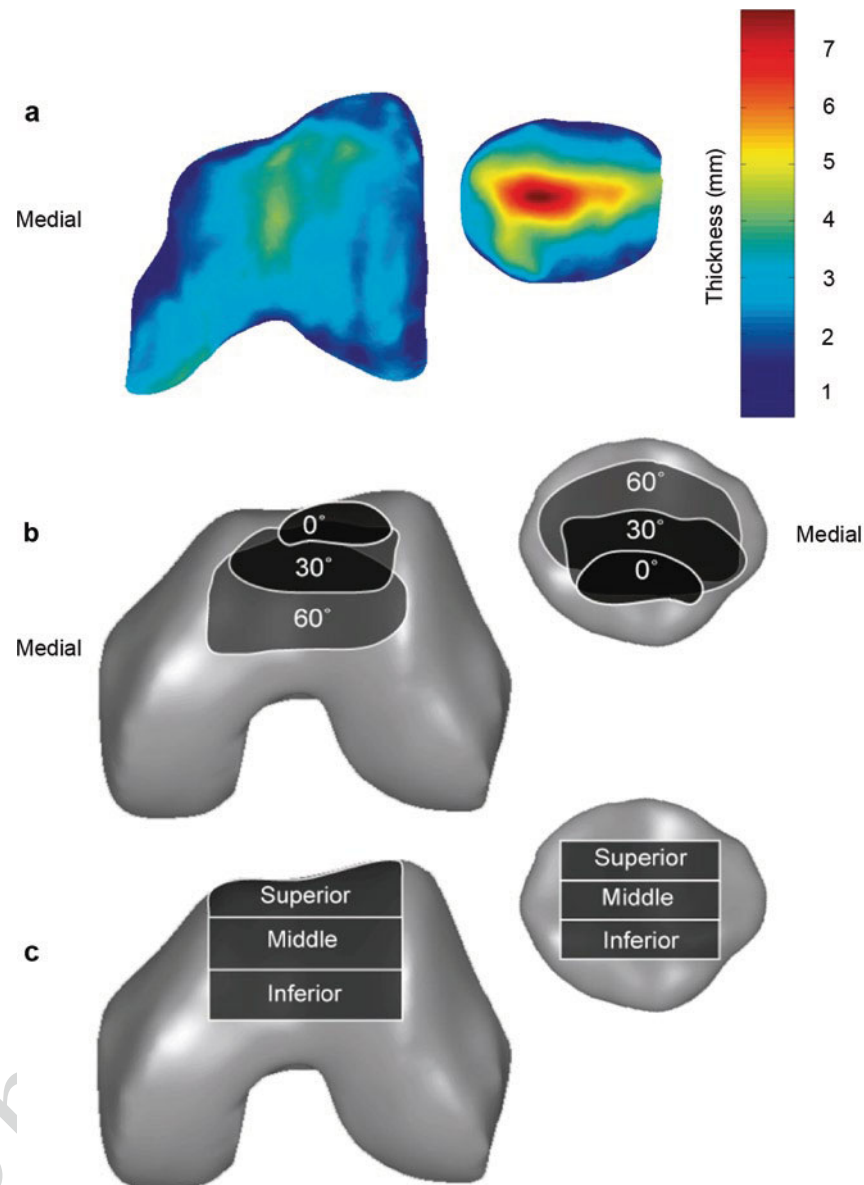 a
Medial
Thickness (mm)
7
6
5
4
3
2
1
b
Medial
0°
30°
60°
60°
30°
0°
Medial
c
Superior
Middle
Inferior
Superior
Middle
Inferior